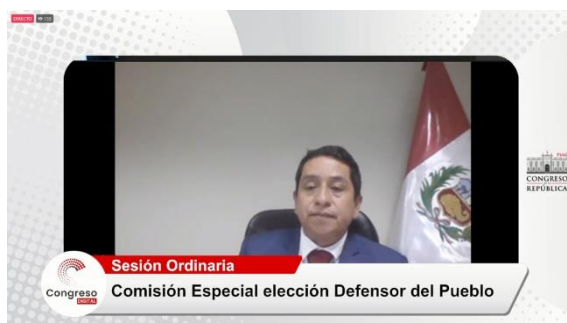 DIRECTO
CONGRESO
REPÚBLICA
Sesión Ordinaria
Congreso
DIGITAL
Comisión Especial elección Defensor del Pueblo